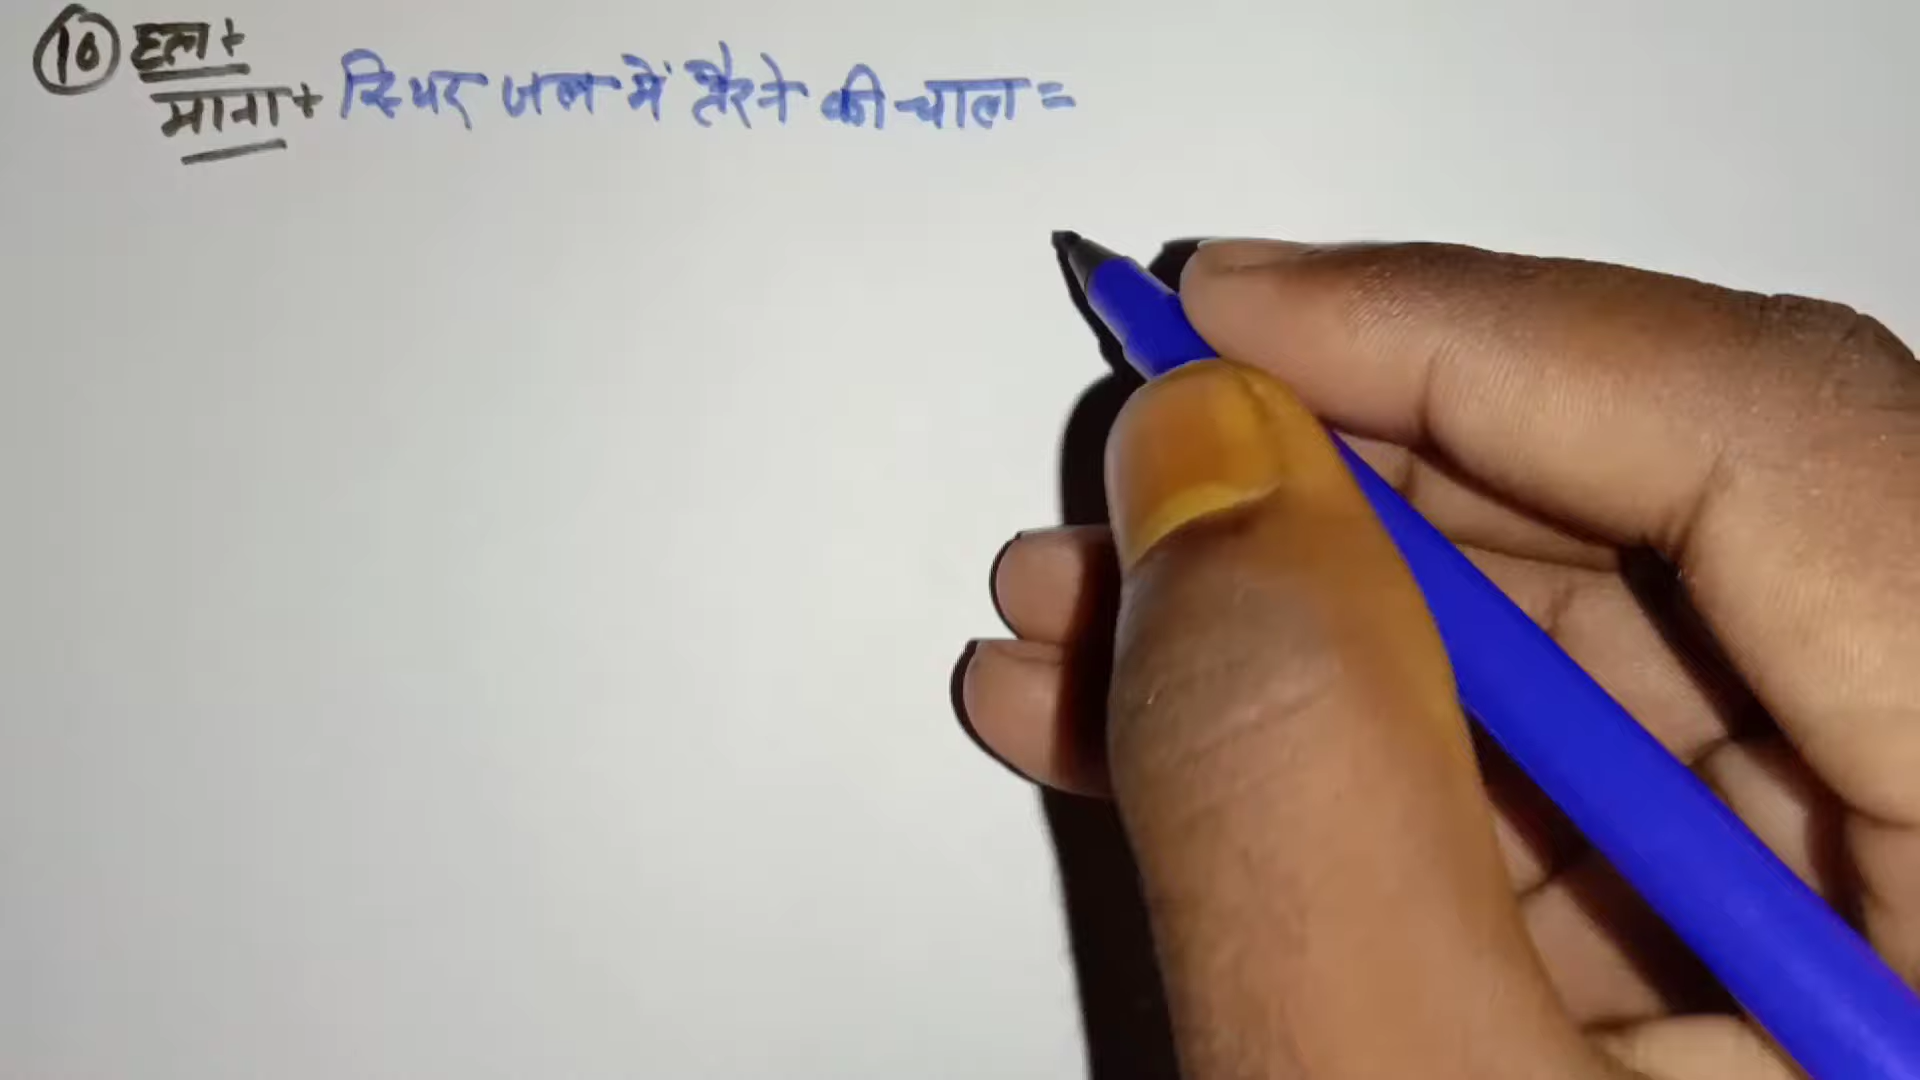 10 हल+
माना+ स्थिर जल में तैरने की चाल =